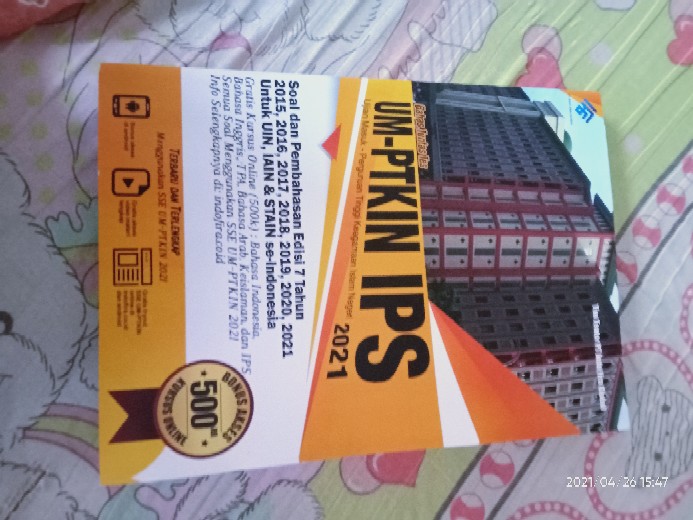 UM-PTKIN IPS
2021
Ujian Masuk - Perguruan Tinggi Keagamaan Islam Negeri
Soal dan Pembahasan Edisi 7 Tahun
2015, 2016, 2017, 2018, 2019, 2020, 2021
Untuk UIN, IAIN & STAIN se-Indonesia
Gratis Kursus Online (500rb) : Bahasa Indonesia,
Bahasa Inggris, TPA, Bahasa Arab, Keislaman, dan IPS
Semua Soal Menggunakan SSE UM-PTKIN 2021
Info Selengkapnya di: indofira.co.id
BONUS AKSES
500
KURSUS ONLINE
TERBARU DAN TERLENGKAP
Menggunakan SSE UM-PTKIN 2021
2021/04/26 15:47